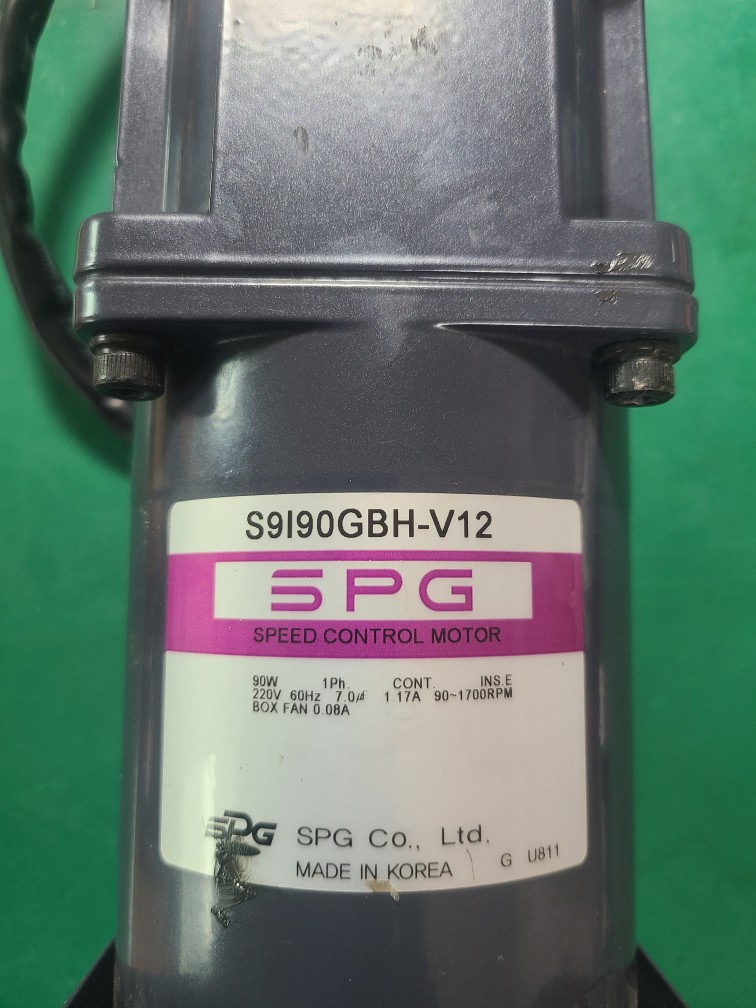 S9I90GBH-V12
SPG
SPEED CONTROL MOTOR
90W 1Ph. CONT. INS.E
220V 60Hz 7.0㎌ 1.17A 90~1700RPM
BOX FAN 0.08A
SPG SPG Co., Ltd.
MADE IN KOREA G U811